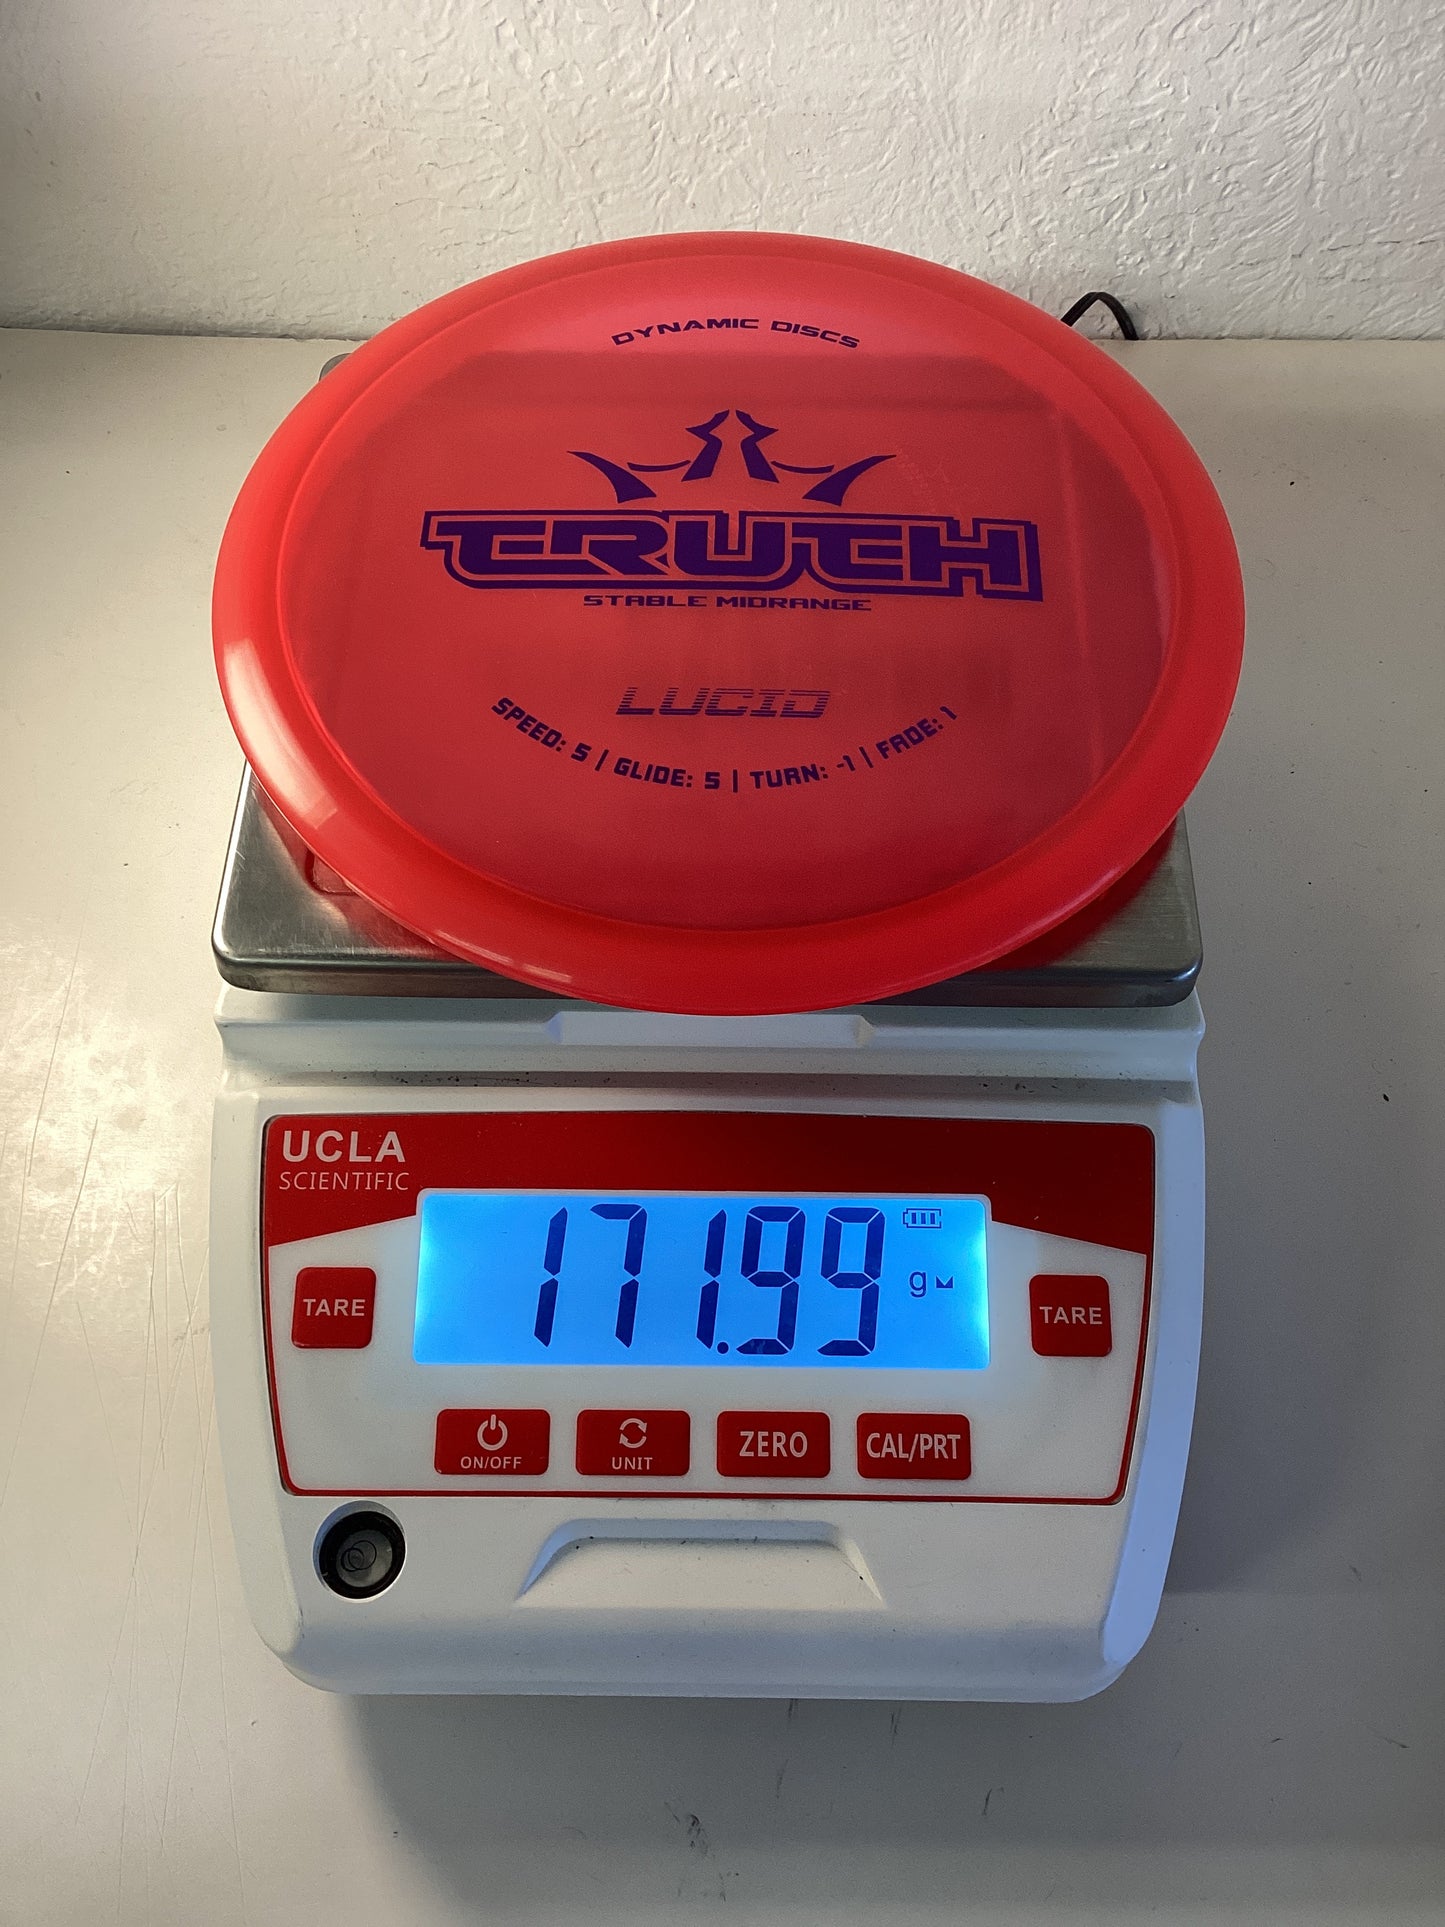 DYNAMIC DISCS
TRUTH
STABLE MIDRANGE
LUCID
SPEED: 5 | GLIDE: 5 | TURN: -1 | FADE: 1
UCLA
SCIENTIFIC
171.99 g
TARE
TARE
ON/OFF
UNIT
ZERO
CAL/PRT